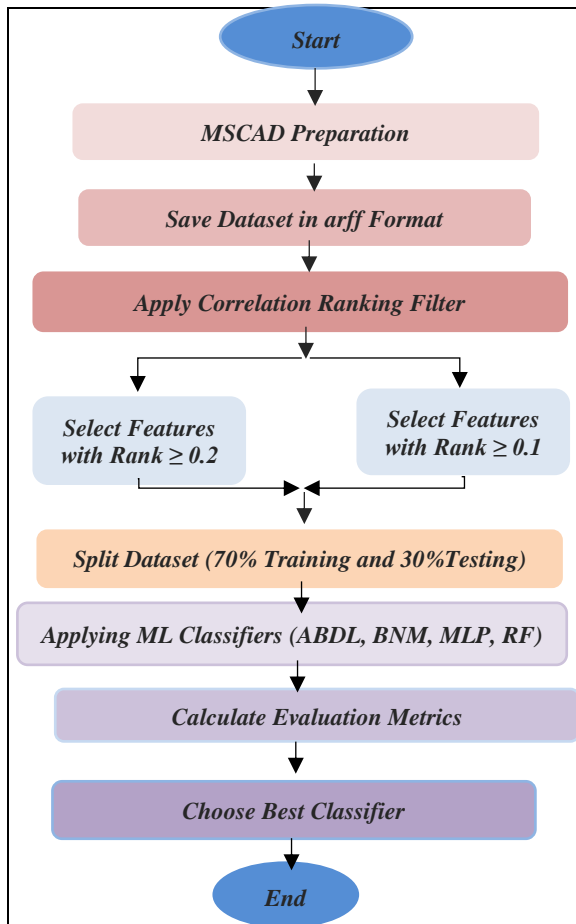 Start
MSCAD Preparation
Save Dataset in arff Format
Apply Correlation Ranking Filter
Select Features
with Rank ≥ 0.2
Select Features
with Rank ≥ 0.1
Split Dataset (70% Training and 30%Testing)
Applying ML Classifiers (ABDL, BNM, MLP, RF)
Calculate Evaluation Metrics
Choose Best Classifier
End